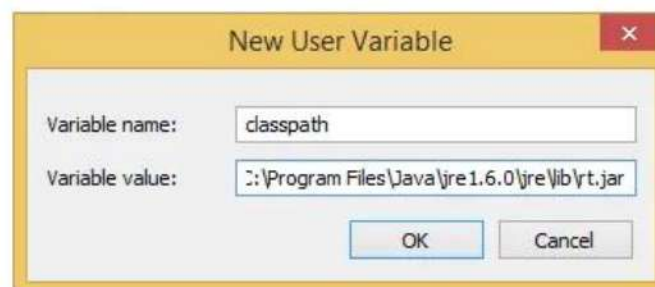 New User Variable
Variable name: classpath
Variable value: :\Program Files\Java\jre1.6.0\jre\lib\rt.jar
OK Cancel